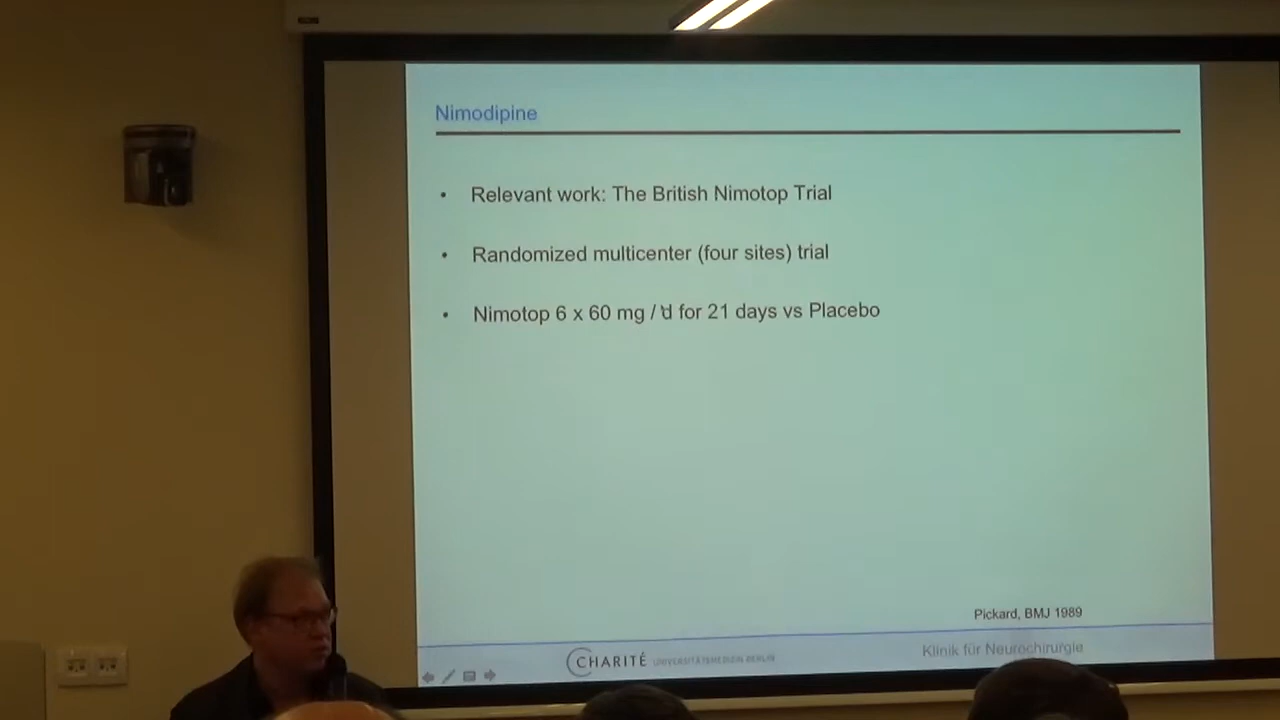 Nimodipine
• Relevant work: The British Nimotop Trial
• Randomized multicenter (four sites) trial
• Nimotop 6 x 60 mg / d for 21 days vs Placebo
Pickard, BMJ 1989
CHARITÉ UNIVERSITÄTSMEDIZIN BERLIN
Klinik für Neurochirurgie